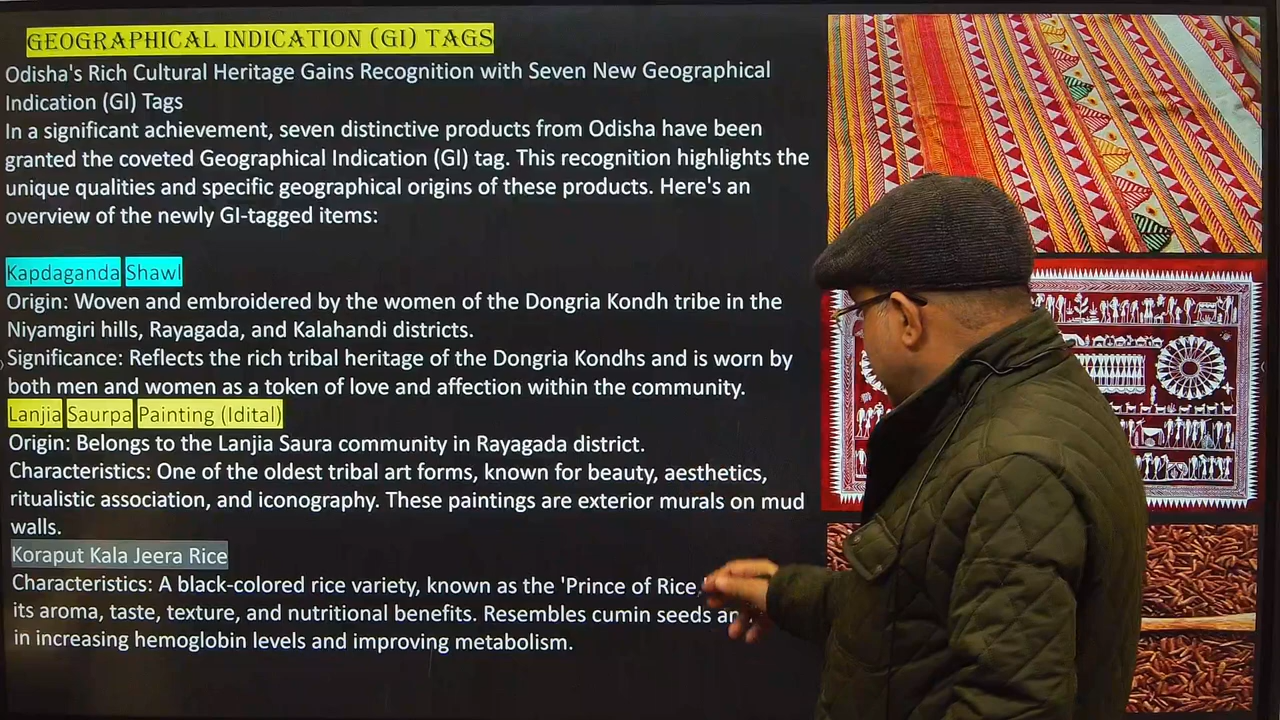 GEOGRAPHICAL INDICATION (GI) TAGS
Odisha's Rich Cultural Heritage Gains Recognition with Seven New Geographical
Indication (GI) Tags
In a significant achievement, seven distinctive products from Odisha have been
granted the coveted Geographical Indication (GI) tag. This recognition highlights the
unique qualities and specific geographical origins of these products. Here's an
overview of the newly GI-tagged items:
Kapdaganda Shawl
Origin: Woven and embroidered by the women of the Dongria Kondh tribe in the
Niyamgiri hills, Rayagada, and Kalahandi districts.
Significance: Reflects the rich tribal heritage of the Dongria Kondhs and is worn by
both men and women as a token of love and affection within the community.
Lanjia Saurpa Painting (Idital)
Origin: Belongs to the Lanjia Saura community in Rayagada district.
Characteristics: One of the oldest tribal art forms, known for beauty, aesthetics,
ritualistic association, and iconography. These paintings are exterior murals on mud
walls.
Koraput Kala Jeera Rice
Characteristics: A black-colored rice variety, known as the 'Prince of Rice,
its aroma, taste, texture, and nutritional benefits. Resembles cumin seeds
in increasing hemoglobin levels and improving metabolism.